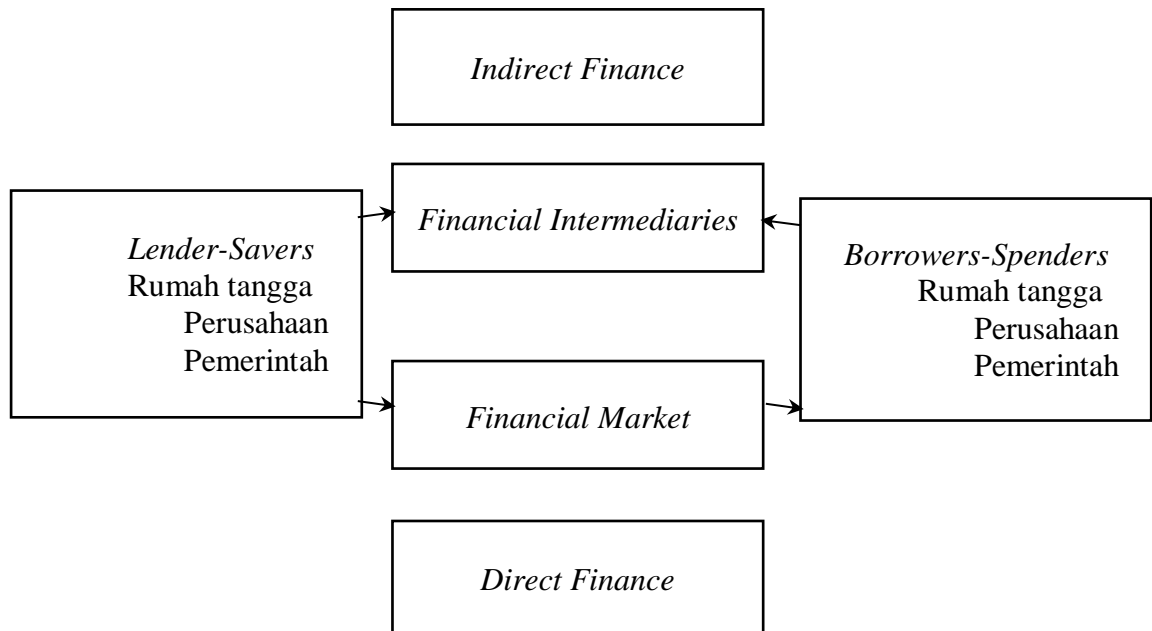 Indirect Finance
Financial Intermediaries
Lender-Savers
Rumah tangga
Perusahaan
Pemerintah
Borrowers-Spenders
Rumah tangga
Perusahaan
Pemerintah
Financial Market
Direct Finance